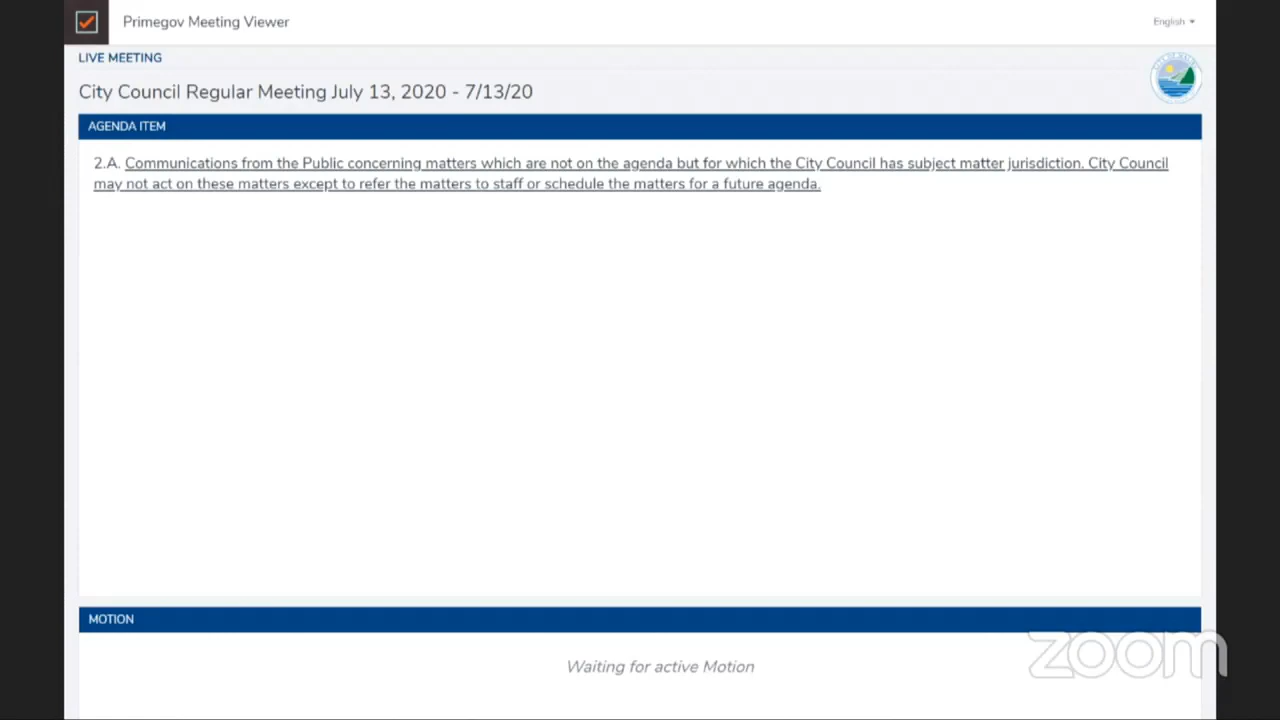 Primegov Meeting Viewer
English
LIVE MEETING
City Council Regular Meeting July 13, 2020 - 7/13/20
AGENDA ITEM
2.A. Communications from the Public concerning matters which are not on the agenda but for which the City Council has subject matter jurisdiction. City Council
may not act on these matters except to refer the matters to staff or schedule the matters for a future agenda.
MOTION
Waiting for active Motion
zoom